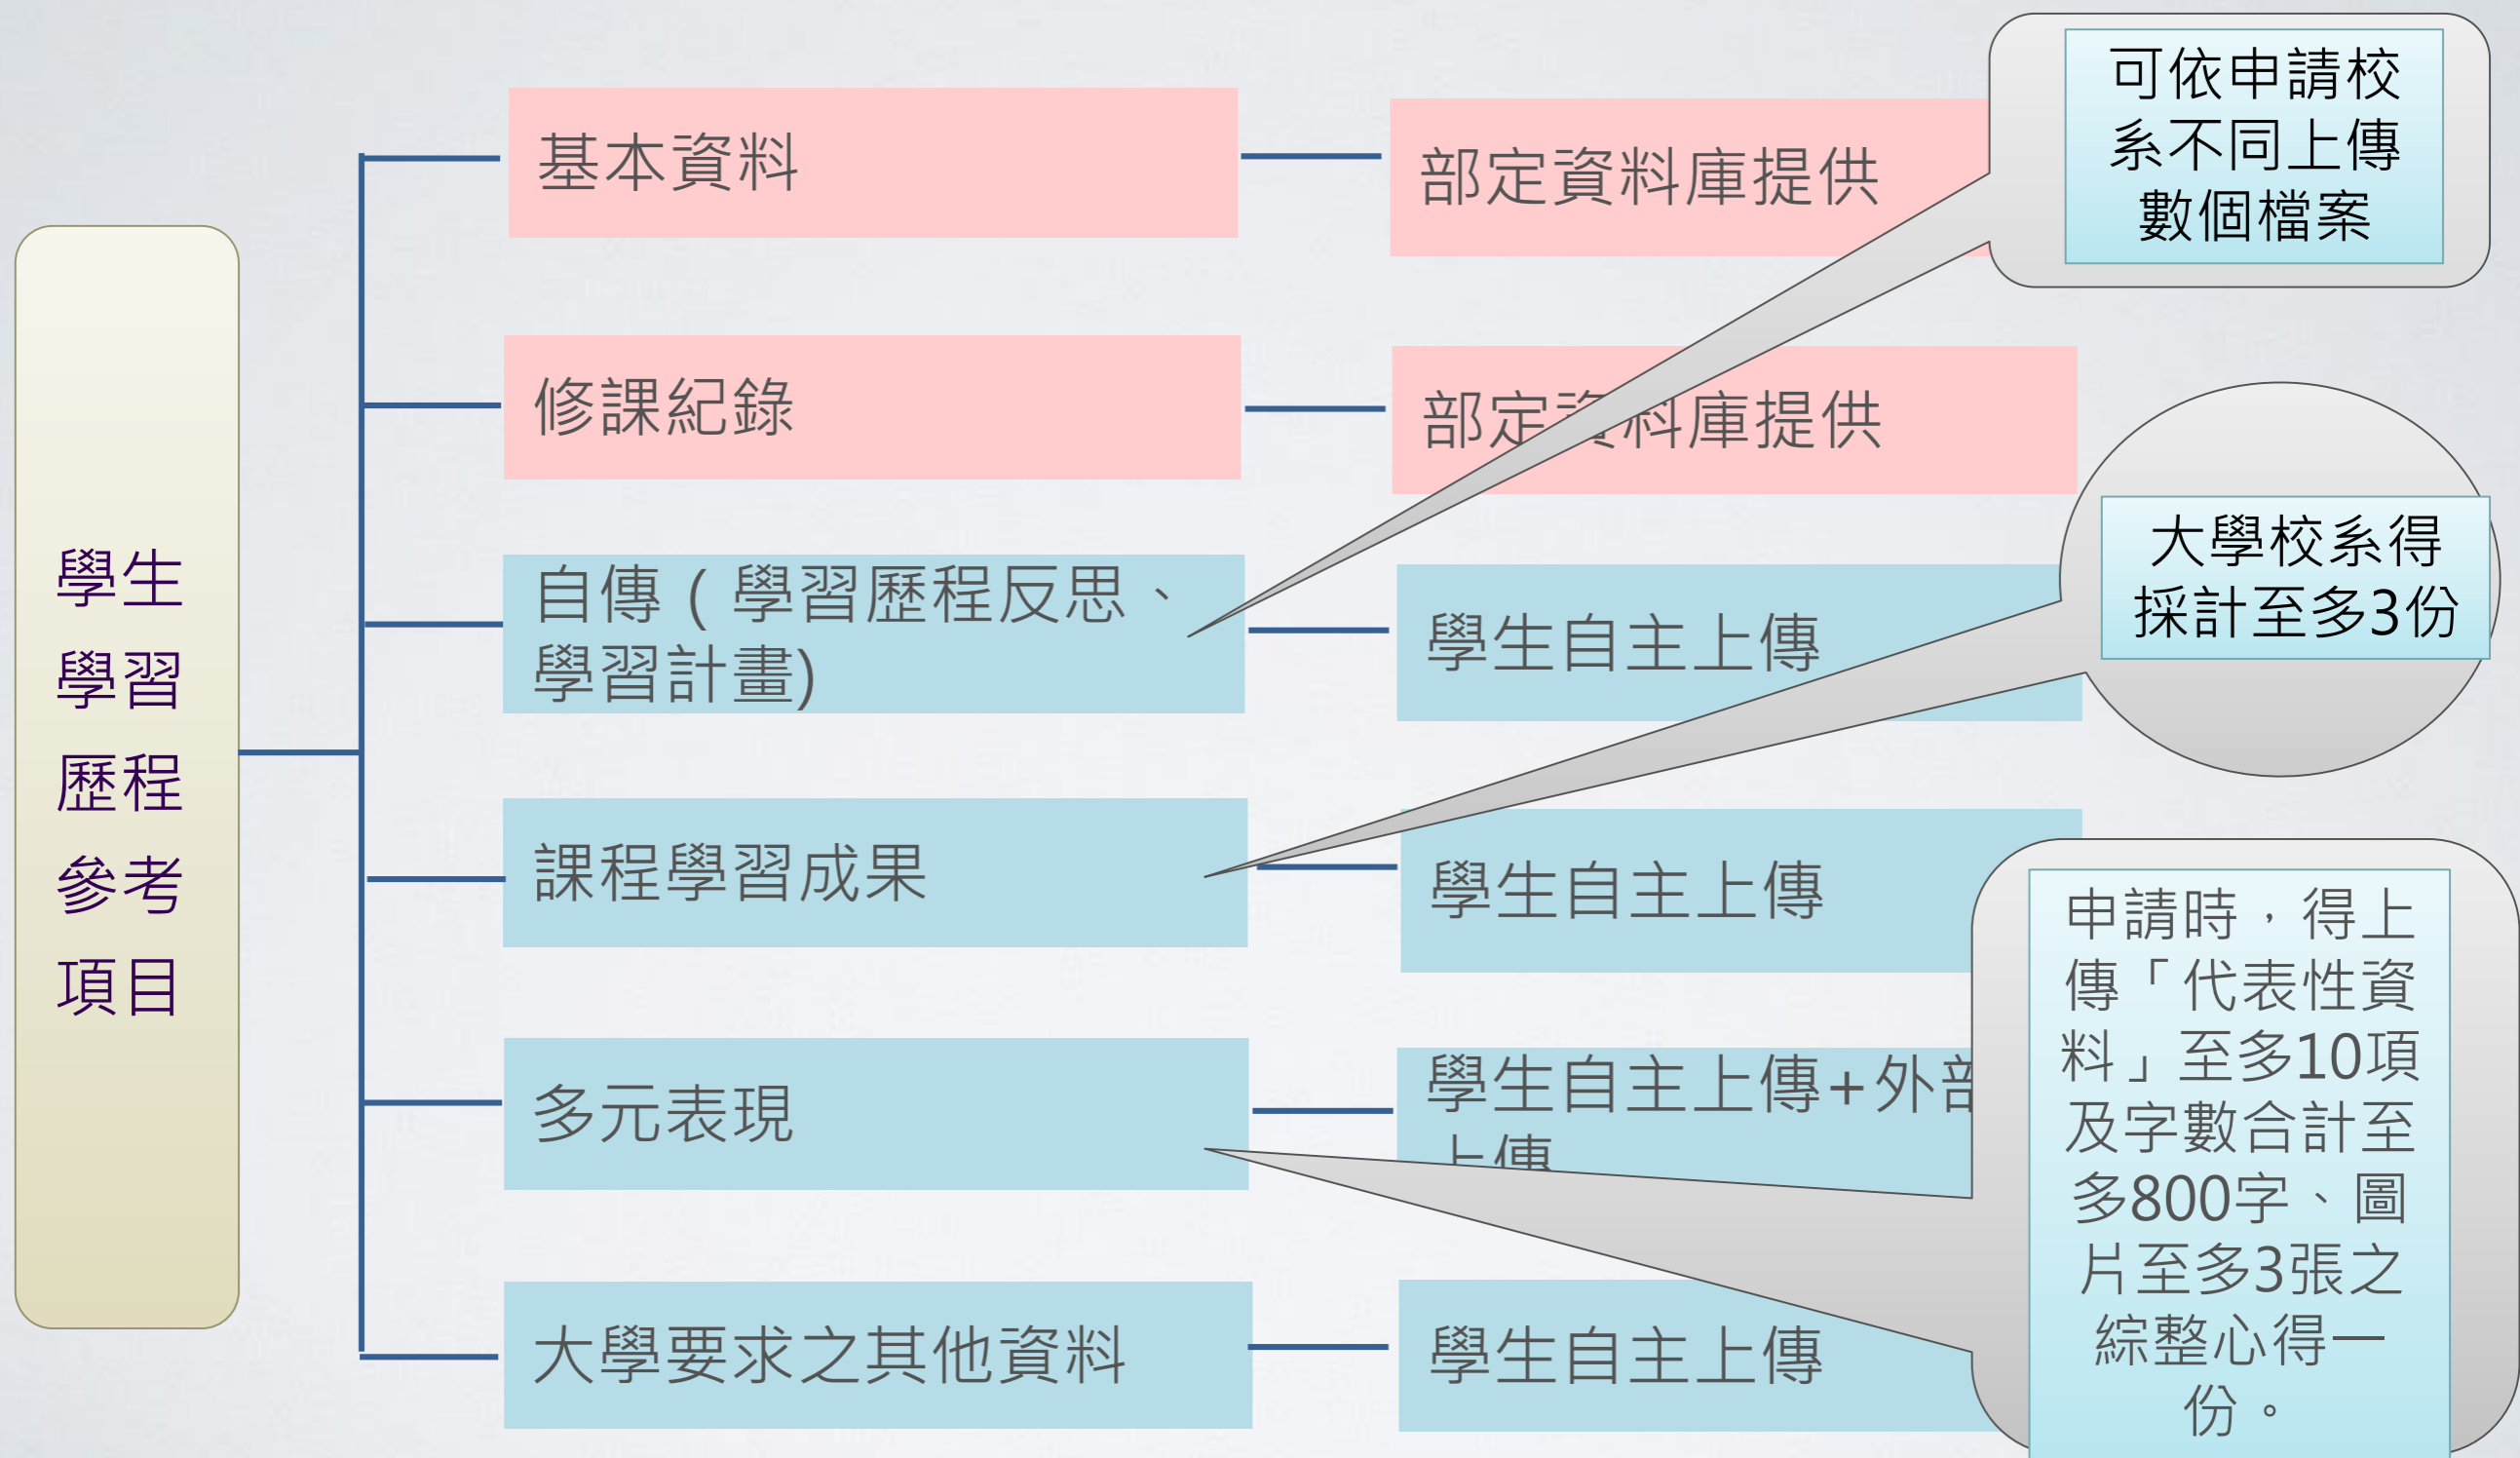 學生
學習
歷程
參考
項目
基本資料
部定資料庫提供
修課紀錄
部定資料庫提供
自傳 ( 學習歷程反思、
學習計畫)
學生自主上傳
課程學習成果
學生自主上傳
多元表現
學生自主上傳+外部
上傳
大學要求之其他資料
學生自主上傳
可依申請校
系不同上傳
數個檔案
大學校系得
採計至多3份
申請時，得上
傳「代表性資
料」至多10項
及字數合計至
多800字、圖
片至多3張之
綜整心得一
份。